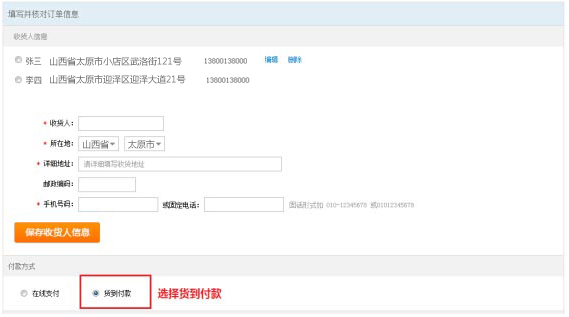 填写并核对订单信息
收货人信息
张三 山西省太原市小店区武洛街121号 13800138000 编辑 删除
李四 山西省太原市迎泽区迎泽大道21号 13800138000
* 收货人:
* 所在地: 山西省 太原市
* 详细地址: 请详细填写收货地址
邮政编码:
* 手机号码: 或固定电话: 固话形式如 010-12345678 或01012345678
保存收货人信息
付款方式
在线支付 货到付款 选择货到付款